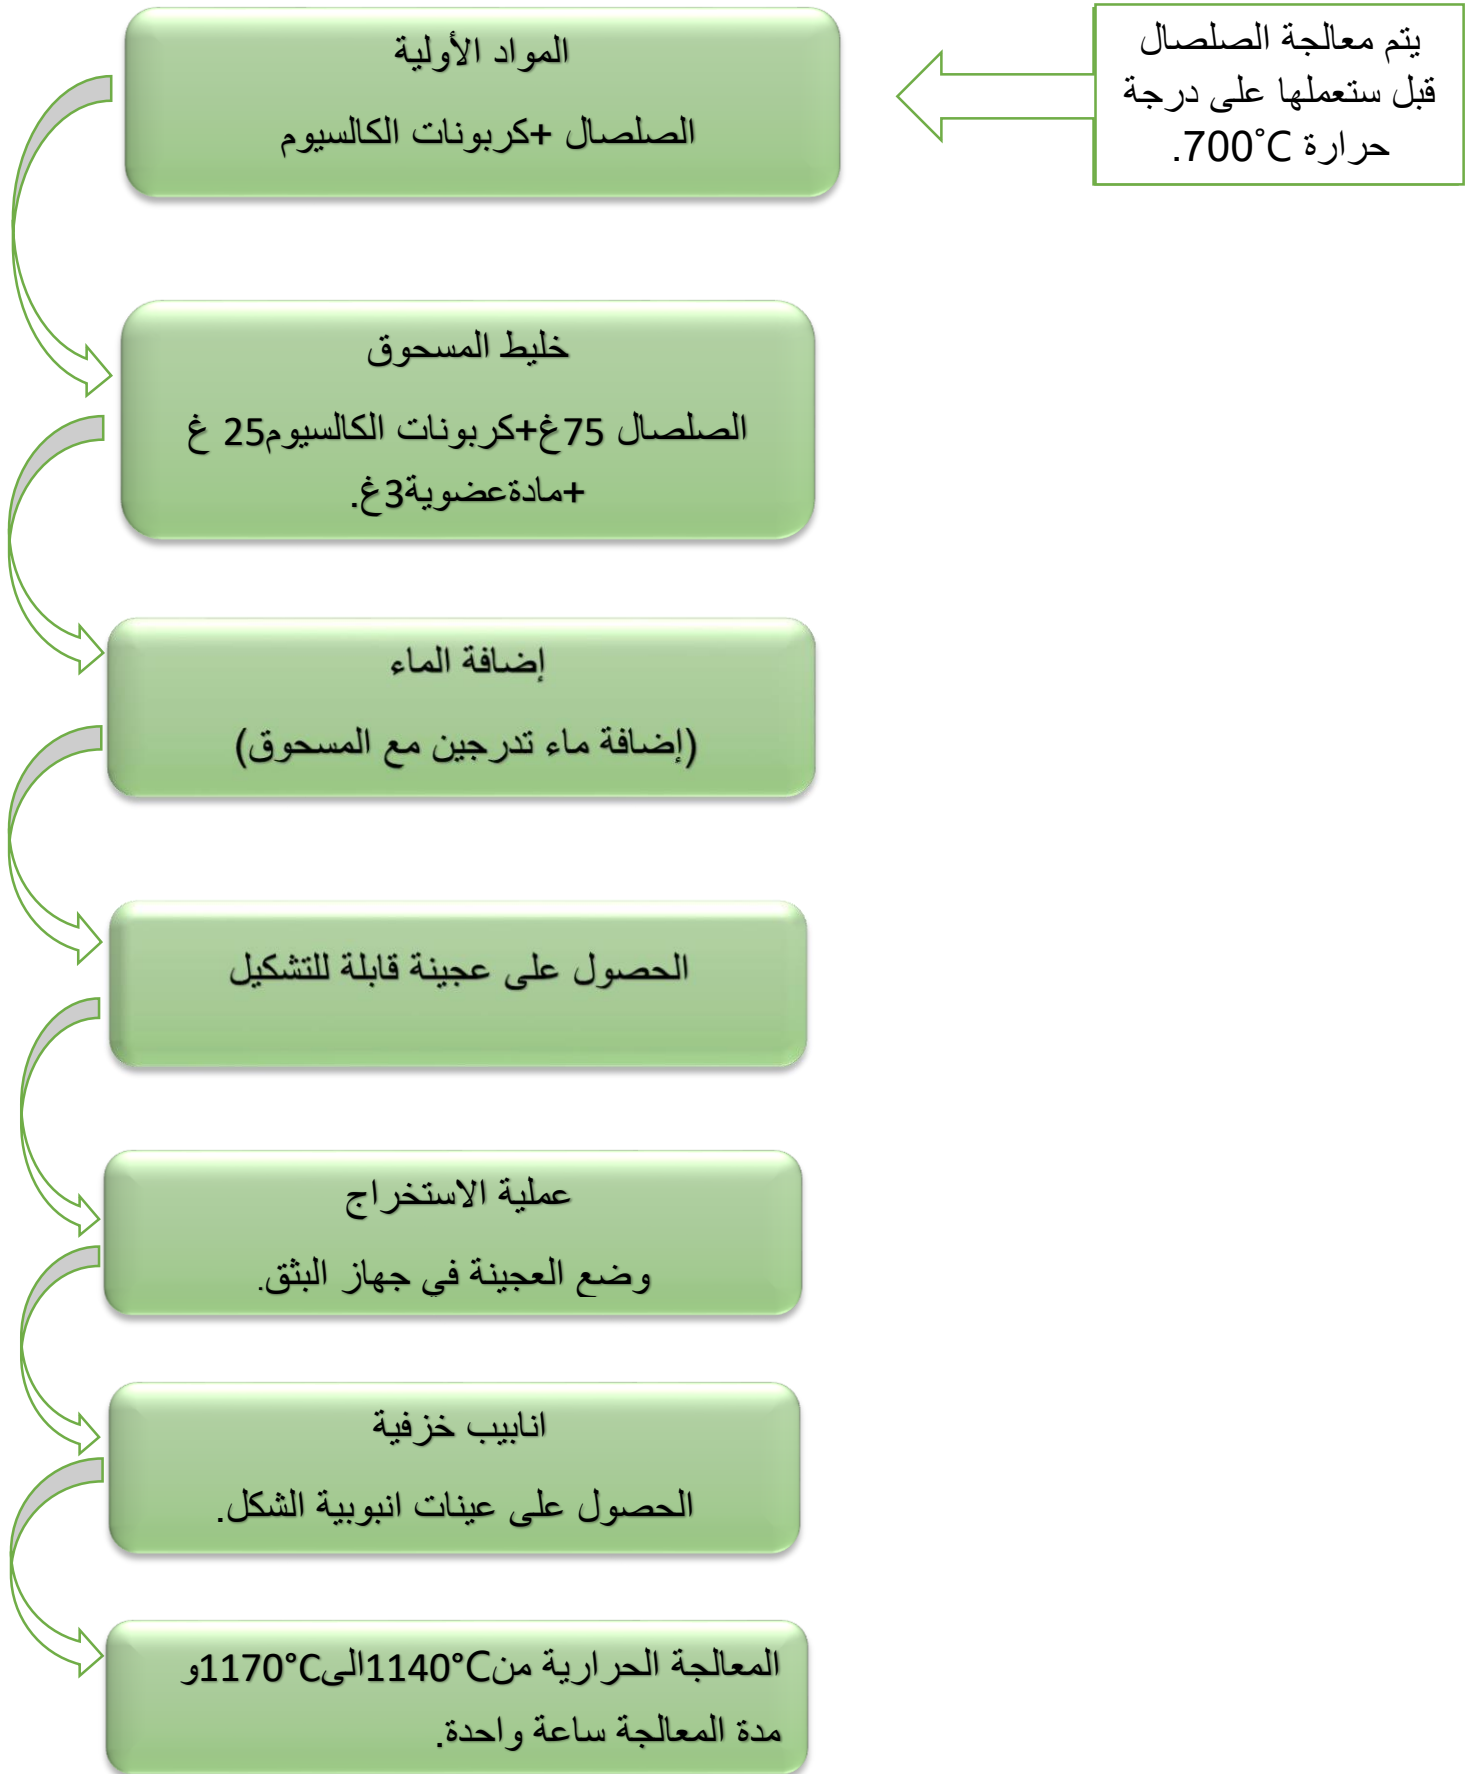 المواد الأولية
الصلصال +كربونات الكالسيوم
يتم معالجة الصلصال
قبل ستعملها على درجة
حرارة 700°C.
خليط المسحوق
الصلصال 75غ+كربونات الكالسيوم25 غ
+مادةعضوية3غ.
إضافة الماء
(إضافة ماء تدرجين مع المسحوق)
الحصول على عجينة قابلة للتشكيل
عملية الاستخراج
وضع العجينة في جهاز البثق.
انابيب خزفية
الحصول على عينات انبوبية الشكل.
المعالجة الحرارية من1140°Cالى1170°Cو
مدة المعالجة ساعة واحدة.